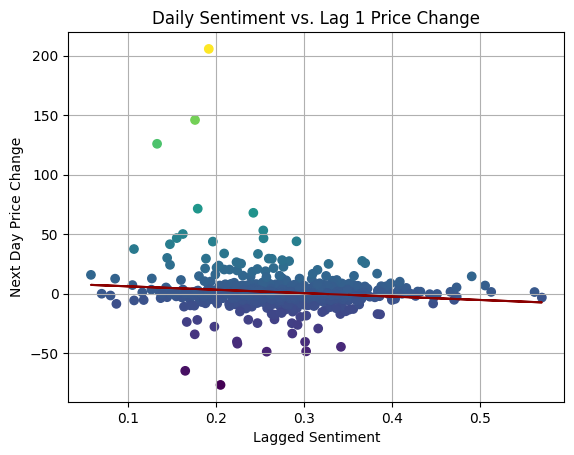 Daily Sentiment vs. Lag 1 Price Change
Next Day Price Change
200
150
100
50
0
−50
0.1 0.2 0.3 0.4 0.5
Lagged Sentiment